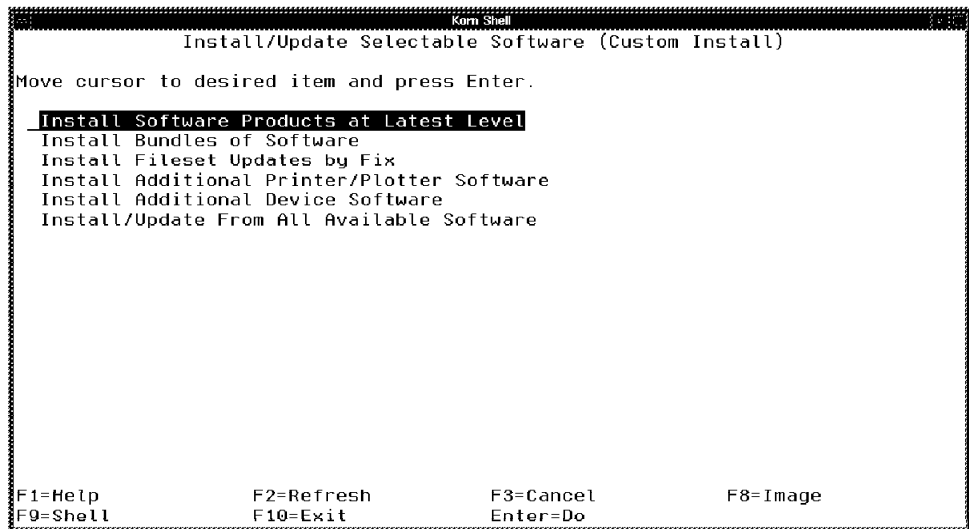 Korn Shell
Install/Update Selectable Software (Custom Install)
Move cursor to desired item and press Enter.
Install Software Products at Latest Level
Install Bundles of Software
Install Fileset Updates by Fix
Install Additional Printer/Plotter Software
Install Additional Device Software
Install/Update From All Available Software
F1=Help F2=Refresh F3=Cancel F8=Image
F9=Shell F10=Exit Enter=Do